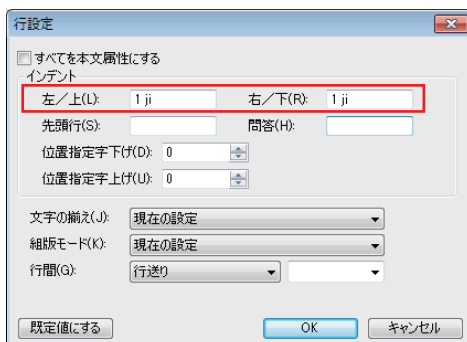 行設定
すべてを本文属性にする
インデント
左／上(L): 1 ji 右／下(R): 1 ji
先頭行(S): 問答(H):
位置指定字下げ(D): 0
位置指定字上げ(U): 0
文字の揃え(J): 現在の設定
組版モード(K): 現在の設定
行間(G): 行送り
既定値にする OK キャンセル